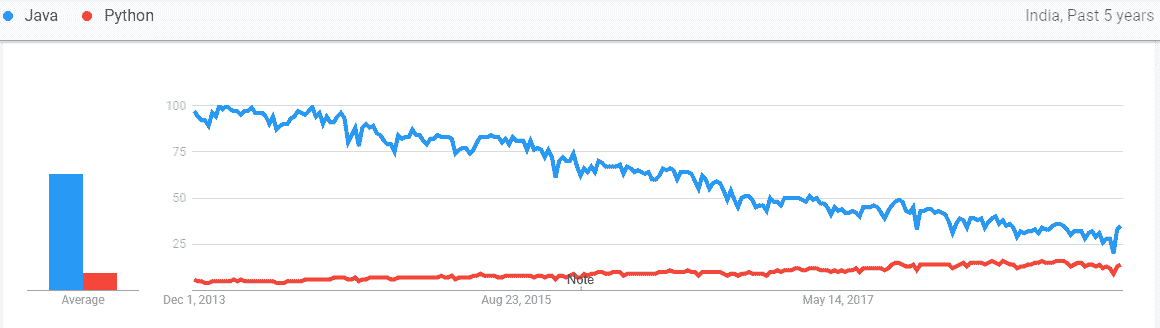 Java Python India, Past 5 years
100
75
50
25
Note
Average Dec 1, 2013 Aug 23, 2015 May 14, 2017